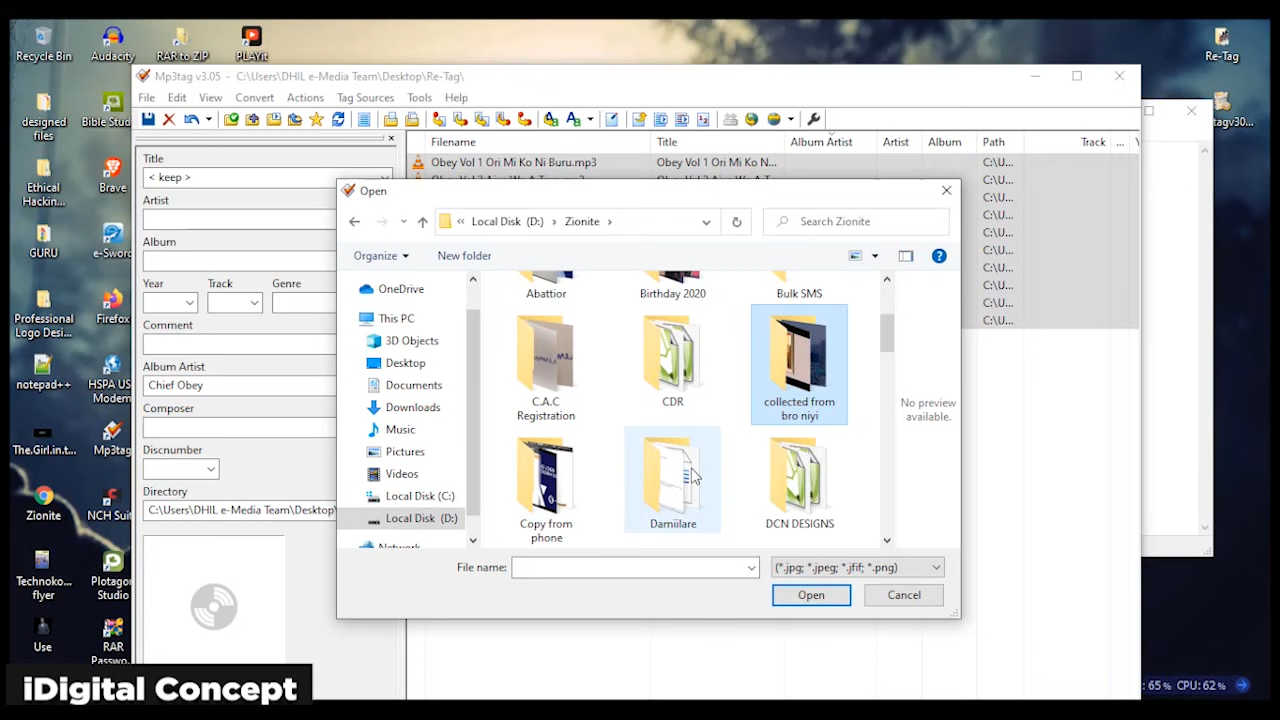 Recycle Bin
Audacity
RAR to ZIP
PLAYit
Re-Tag
designed
files
Bible Stud
Ethical
Hackin...
Brave
GURU
e-Sword
Professional
Logo Desi...
Firefox
notepad++
HSPA US
Modem
The.Girl.in.t...
Mp3tag
Zionite
NCH Suit
Technoko...
flyer
Plotagon
Studio
Use
RAR
Passwo...
tagv30...
Mp3tag v3.05 - C:\Users\DHIL e-Media Team\Desktop\Re-Tag\
File Edit View Convert Actions Tag Sources Tools Help
Title
< keep >
Artist
Album
Year Track Genre
Comment
Album Artist
Chief Obey
Composer
Discnumber
Directory
C:\Users\DHIL e-Media Team\Desktop\
Filename Title Album Artist Artist Album Path Track ... Y
Obey Vol 1 Ori Mi Ko Ni Buru.mp3 Obey Vol 1 Ori Mi Ko N... C:\U...
C:\U...
C:\U...
C:\U...
C:\U...
C:\U...
C:\U...
C:\U...
C:\U...
Open
« Local Disk (D:) › Zionite ›
Search Zionite
Organize New folder
OneDrive
This PC
3D Objects
Desktop
Documents
Downloads
Music
Pictures
Videos
Local Disk (C:)
Local Disk (D:)
Network
Abattior
Birthday 2020
Bulk SMS
C.A.C
Registration
CDR
collected from
bro niyi
Copy from
phone
Damiilare
DCN DESIGNS
No preview
available.
File name:
(*.jpg; *.jpeg; *.jfif; *.png)
Open
Cancel
: 65% CPU: 62%
iDigital Concept